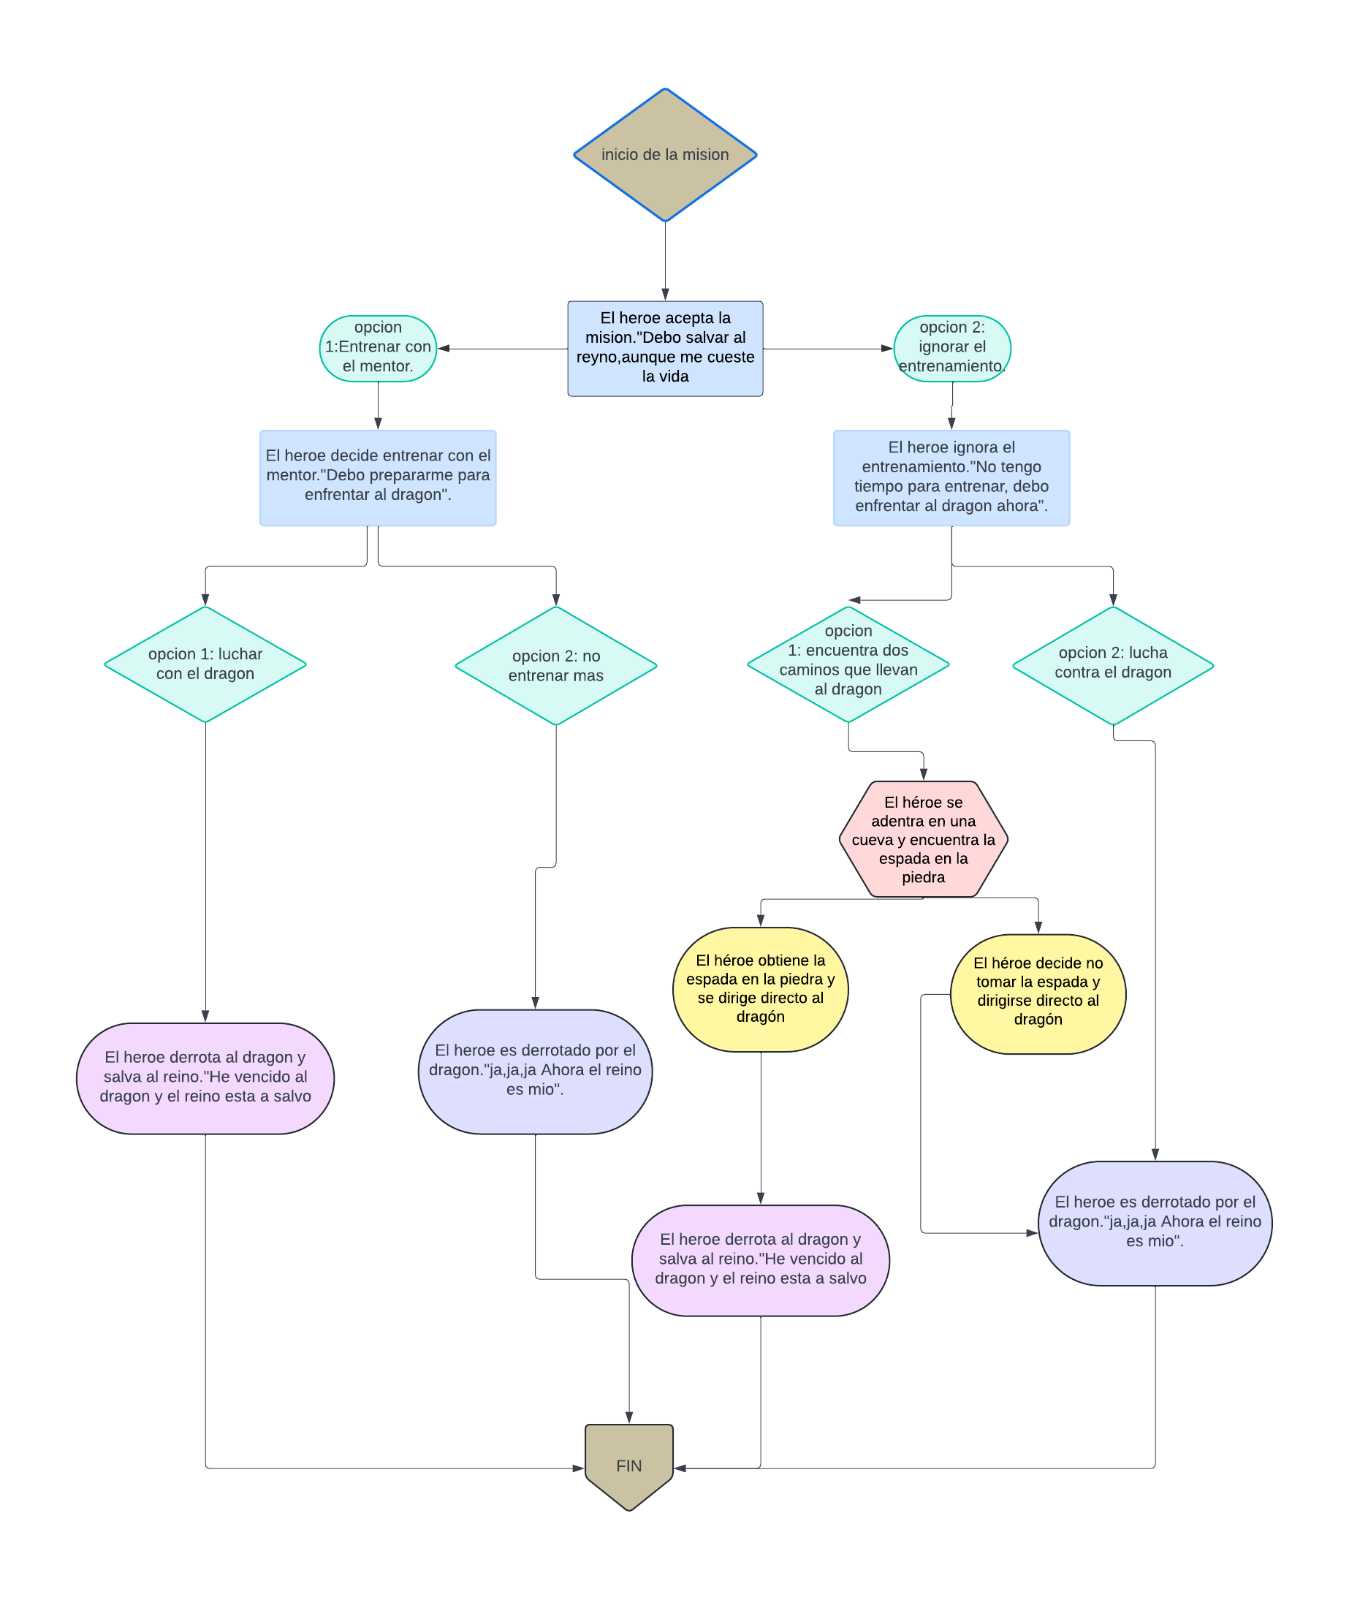 inicio de la mision
El heroe acepta la
mision."Debo salvar al
reyno,aunque me cueste
la vida
opcion
1:Entrenar con
el mentor.
opcion 2:
ignorar el
entrenamiento.
El heroe decide entrenar con el
mentor."Debo prepararme para
enfrentar al dragon".
El heroe ignora el
entrenamiento."No tengo
tiempo para entrenar, debo
enfrentar al dragon ahora".
opcion 1: luchar
con el dragon
opcion 2: no
entrenar mas
opcion
1: encuentra dos
caminos que llevan
al dragon
opcion 2: lucha
contra el dragon
El héroe se
adentra en una
cueva y encuentra la
espada en la
piedra
El héroe obtiene la
espada en la piedra y
se dirige directo al
dragón
El héroe decide no
tomar la espada y
dirigirse directo al
dragón
El heroe derrota al dragon y
salva al reino."He vencido al
dragon y el reino esta a salvo
El heroe es derrotado por el
dragon."ja,ja,ja Ahora el reino
es mio".
El heroe derrota al dragon y
salva al reino."He vencido al
dragon y el reino esta a salvo
El heroe es derrotado por el
dragon."ja,ja,ja Ahora el reino
es mio".
FIN